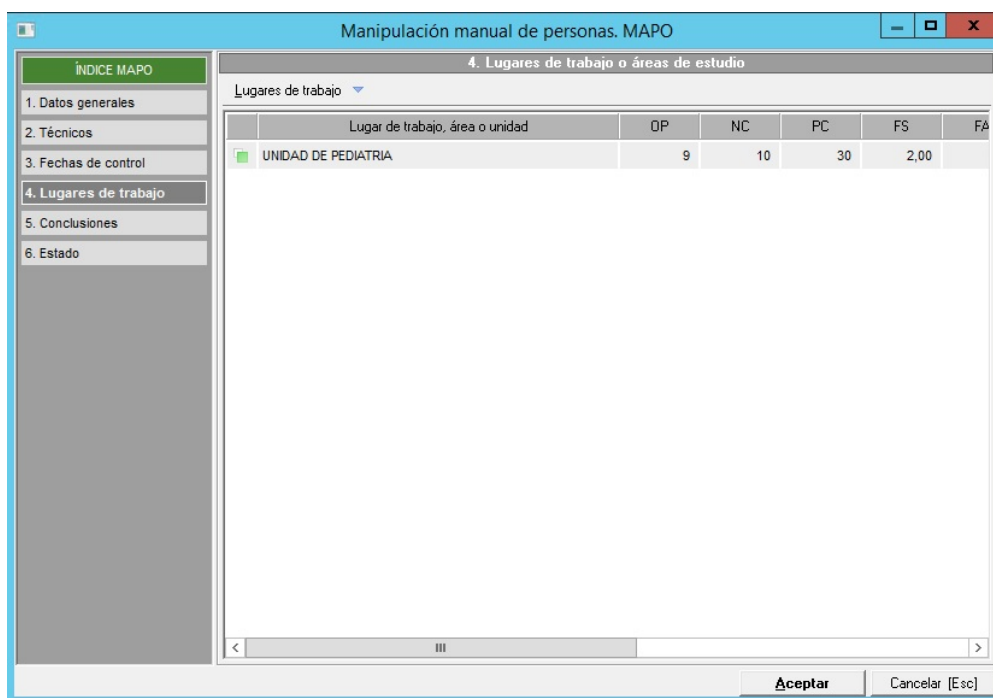 Manipulación manual de personas. MAPO
ÍNDICE MAPO
1. Datos generales
2. Técnicos
3. Fechas de control
4. Lugares de trabajo
5. Conclusiones
6. Estado
4. Lugares de trabajo o áreas de estudio
Lugares de trabajo
Lugar de trabajo, área o unidad OP NC PC FS FA
UNIDAD DE PEDIATRIA 9 10 30 2,00
Aceptar Cancelar [Esc]